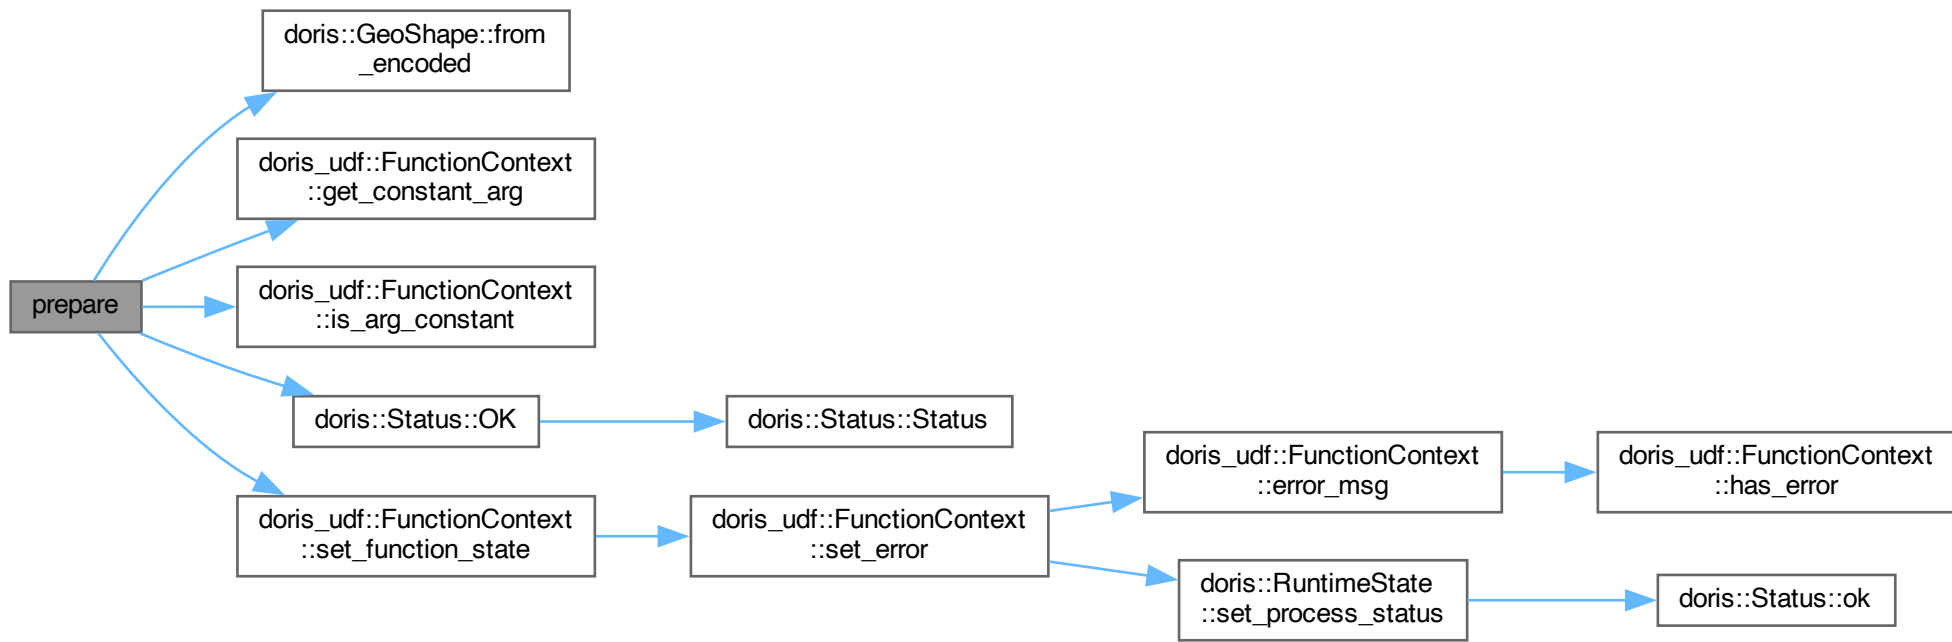 doris::GeoShape::from
_encoded
doris_udf::FunctionContext
::get_constant_arg
prepare
doris_udf::FunctionContext
::is_arg_constant
doris::Status::OK
doris::Status::Status
doris_udf::FunctionContext
::set_function_state
doris_udf::FunctionContext
::set_error
doris_udf::FunctionContext
::error_msg
doris_udf::FunctionContext
::has_error
doris::RuntimeState
::set_process_status
doris::Status::ok